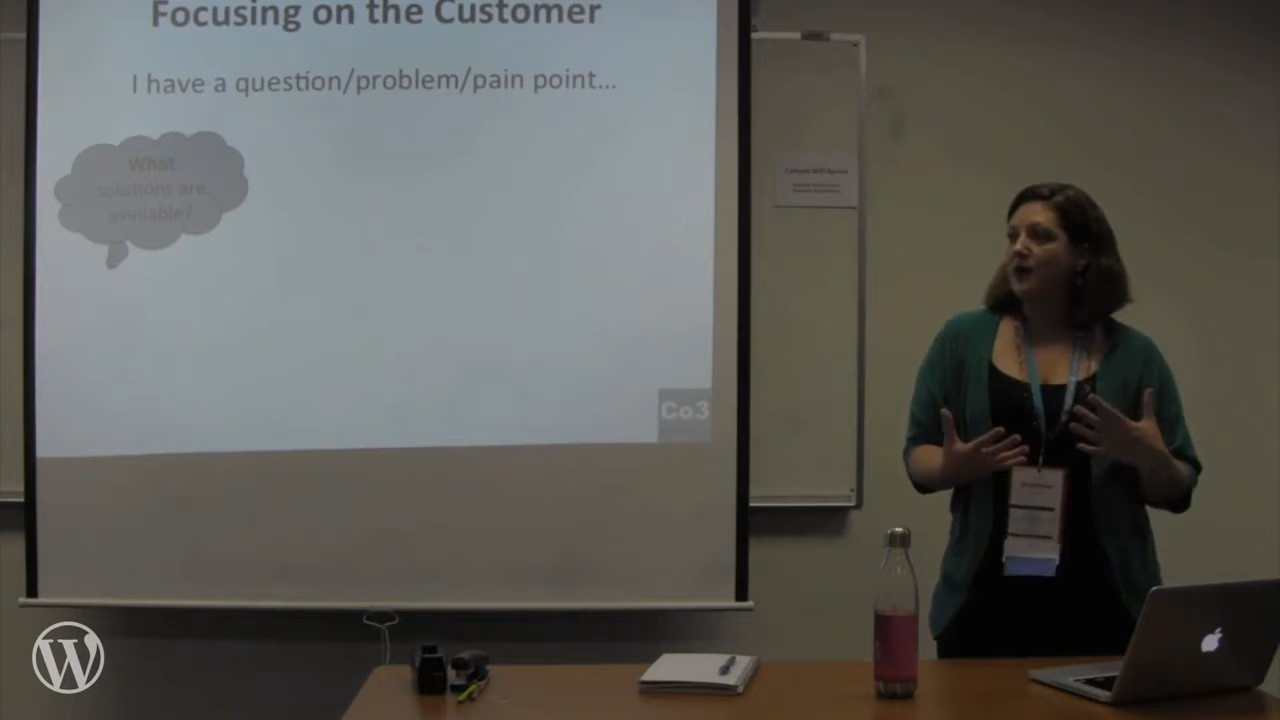 Focusing on the Customer
I have a question/problem/pain point...
What
solutions are
available?
Co3